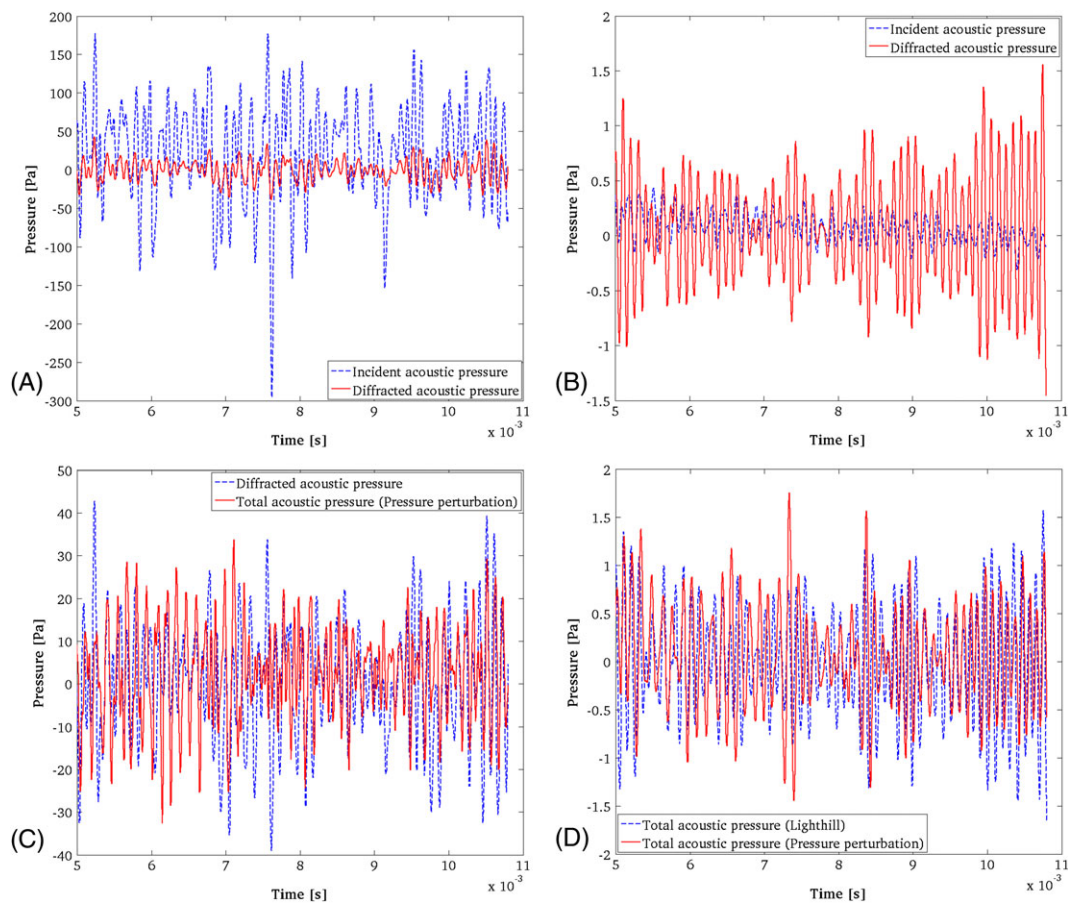 (A)
Pressure [Pa]
200
150
100
50
0
-50
-100
-150
-200
-250
-300
Incident acoustic pressure
Diffracted acoustic pressure
5 6 7 8 9 10 11
x 10⁻³
Time [s]
(B)
Pressure [Pa]
2
1.5
1
0.5
0
-0.5
-1
-1.5
Incident acoustic pressure
Diffracted acoustic pressure
5 6 7 8 9 10 11
x 10⁻³
Time [s]
(C)
Pressure [Pa]
50
40
30
20
10
0
-10
-20
-30
-40
Diffracted acoustic pressure
Total acoustic pressure (Pressure perturbation)
5 6 7 8 9 10 11
x 10⁻³
Time [s]
(D)
Pressure [Pa]
2
1.5
1
0.5
0
-0.5
-1
-1.5
-2
Total acoustic pressure (Lighthill)
Total acoustic pressure (Pressure perturbation)
5 6 7 8 9 10 11
x 10⁻³
Time [s]